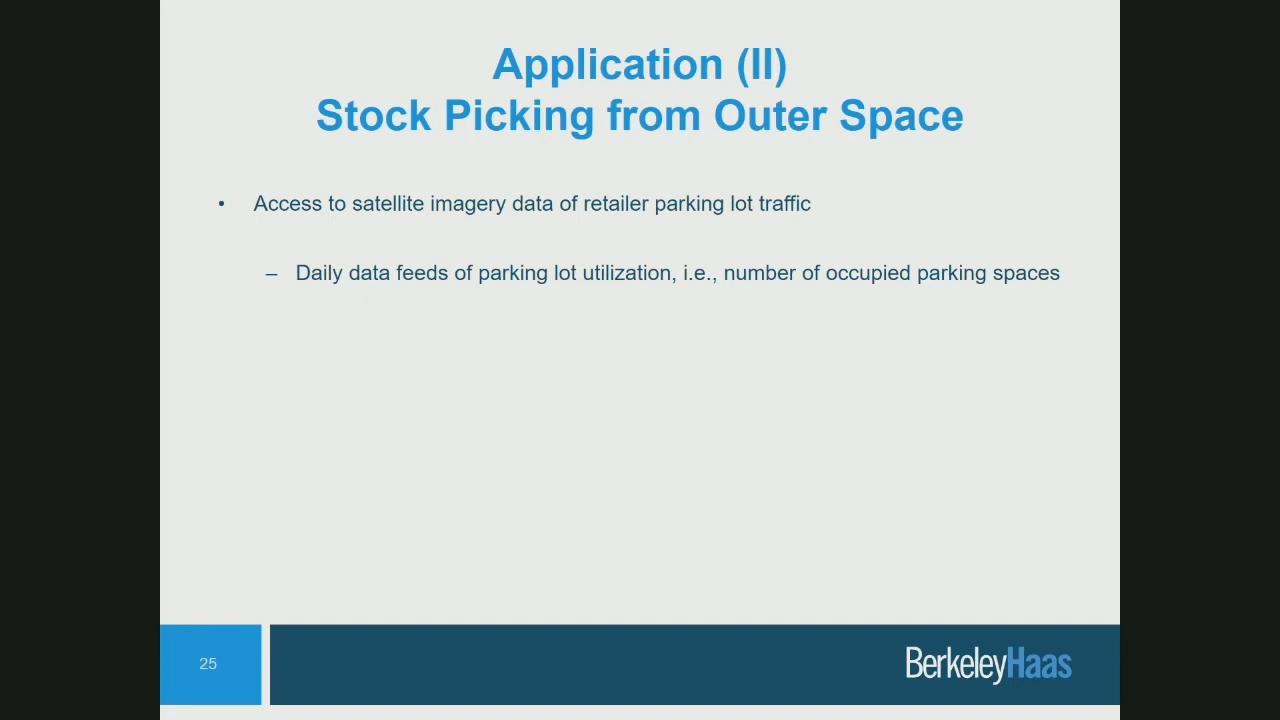 Application (II)
Stock Picking from Outer Space
• Access to satellite imagery data of retailer parking lot traffic
– Daily data feeds of parking lot utilization, i.e., number of occupied parking spaces
25
BerkeleyHaas